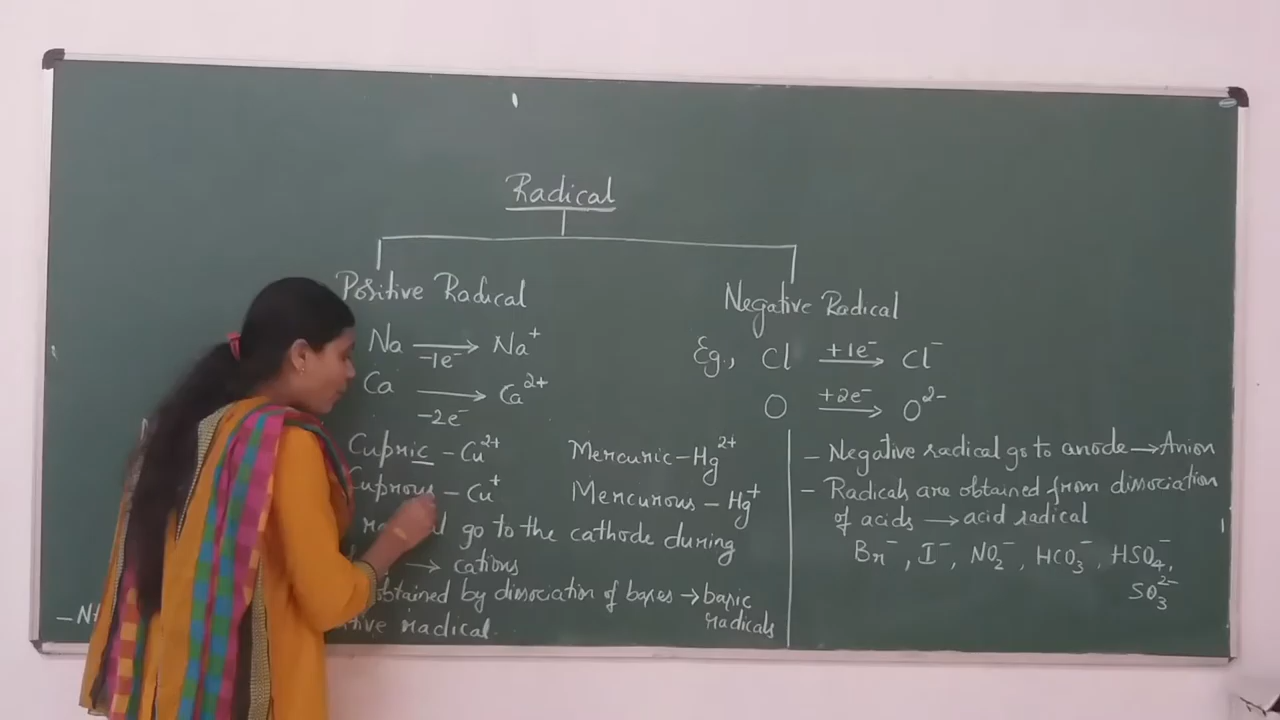 Radical
Positive Radical
Na —-1e⁻→ Na⁺
Ca —-2e⁻→ Ca²⁺
Cupric - Cu²⁺ Mercuric - Hg²⁺
Cuprous - Cu⁺ Mercurous - Hg⁺
go to the cathode during
→ cations
obtained by dissociation of bases → basic
radicals
radical.
Negative Radical
Eg., Cl —+1e⁻→ Cl⁻
O —+2e⁻→ O²⁻
- Negative radical go to anode → Anion
- Radicals are obtained from dissociation
of acids → acid radical
Br⁻, I⁻, NO₂⁻, HCO₃⁻, HSO₄⁻,
SO₃²⁻